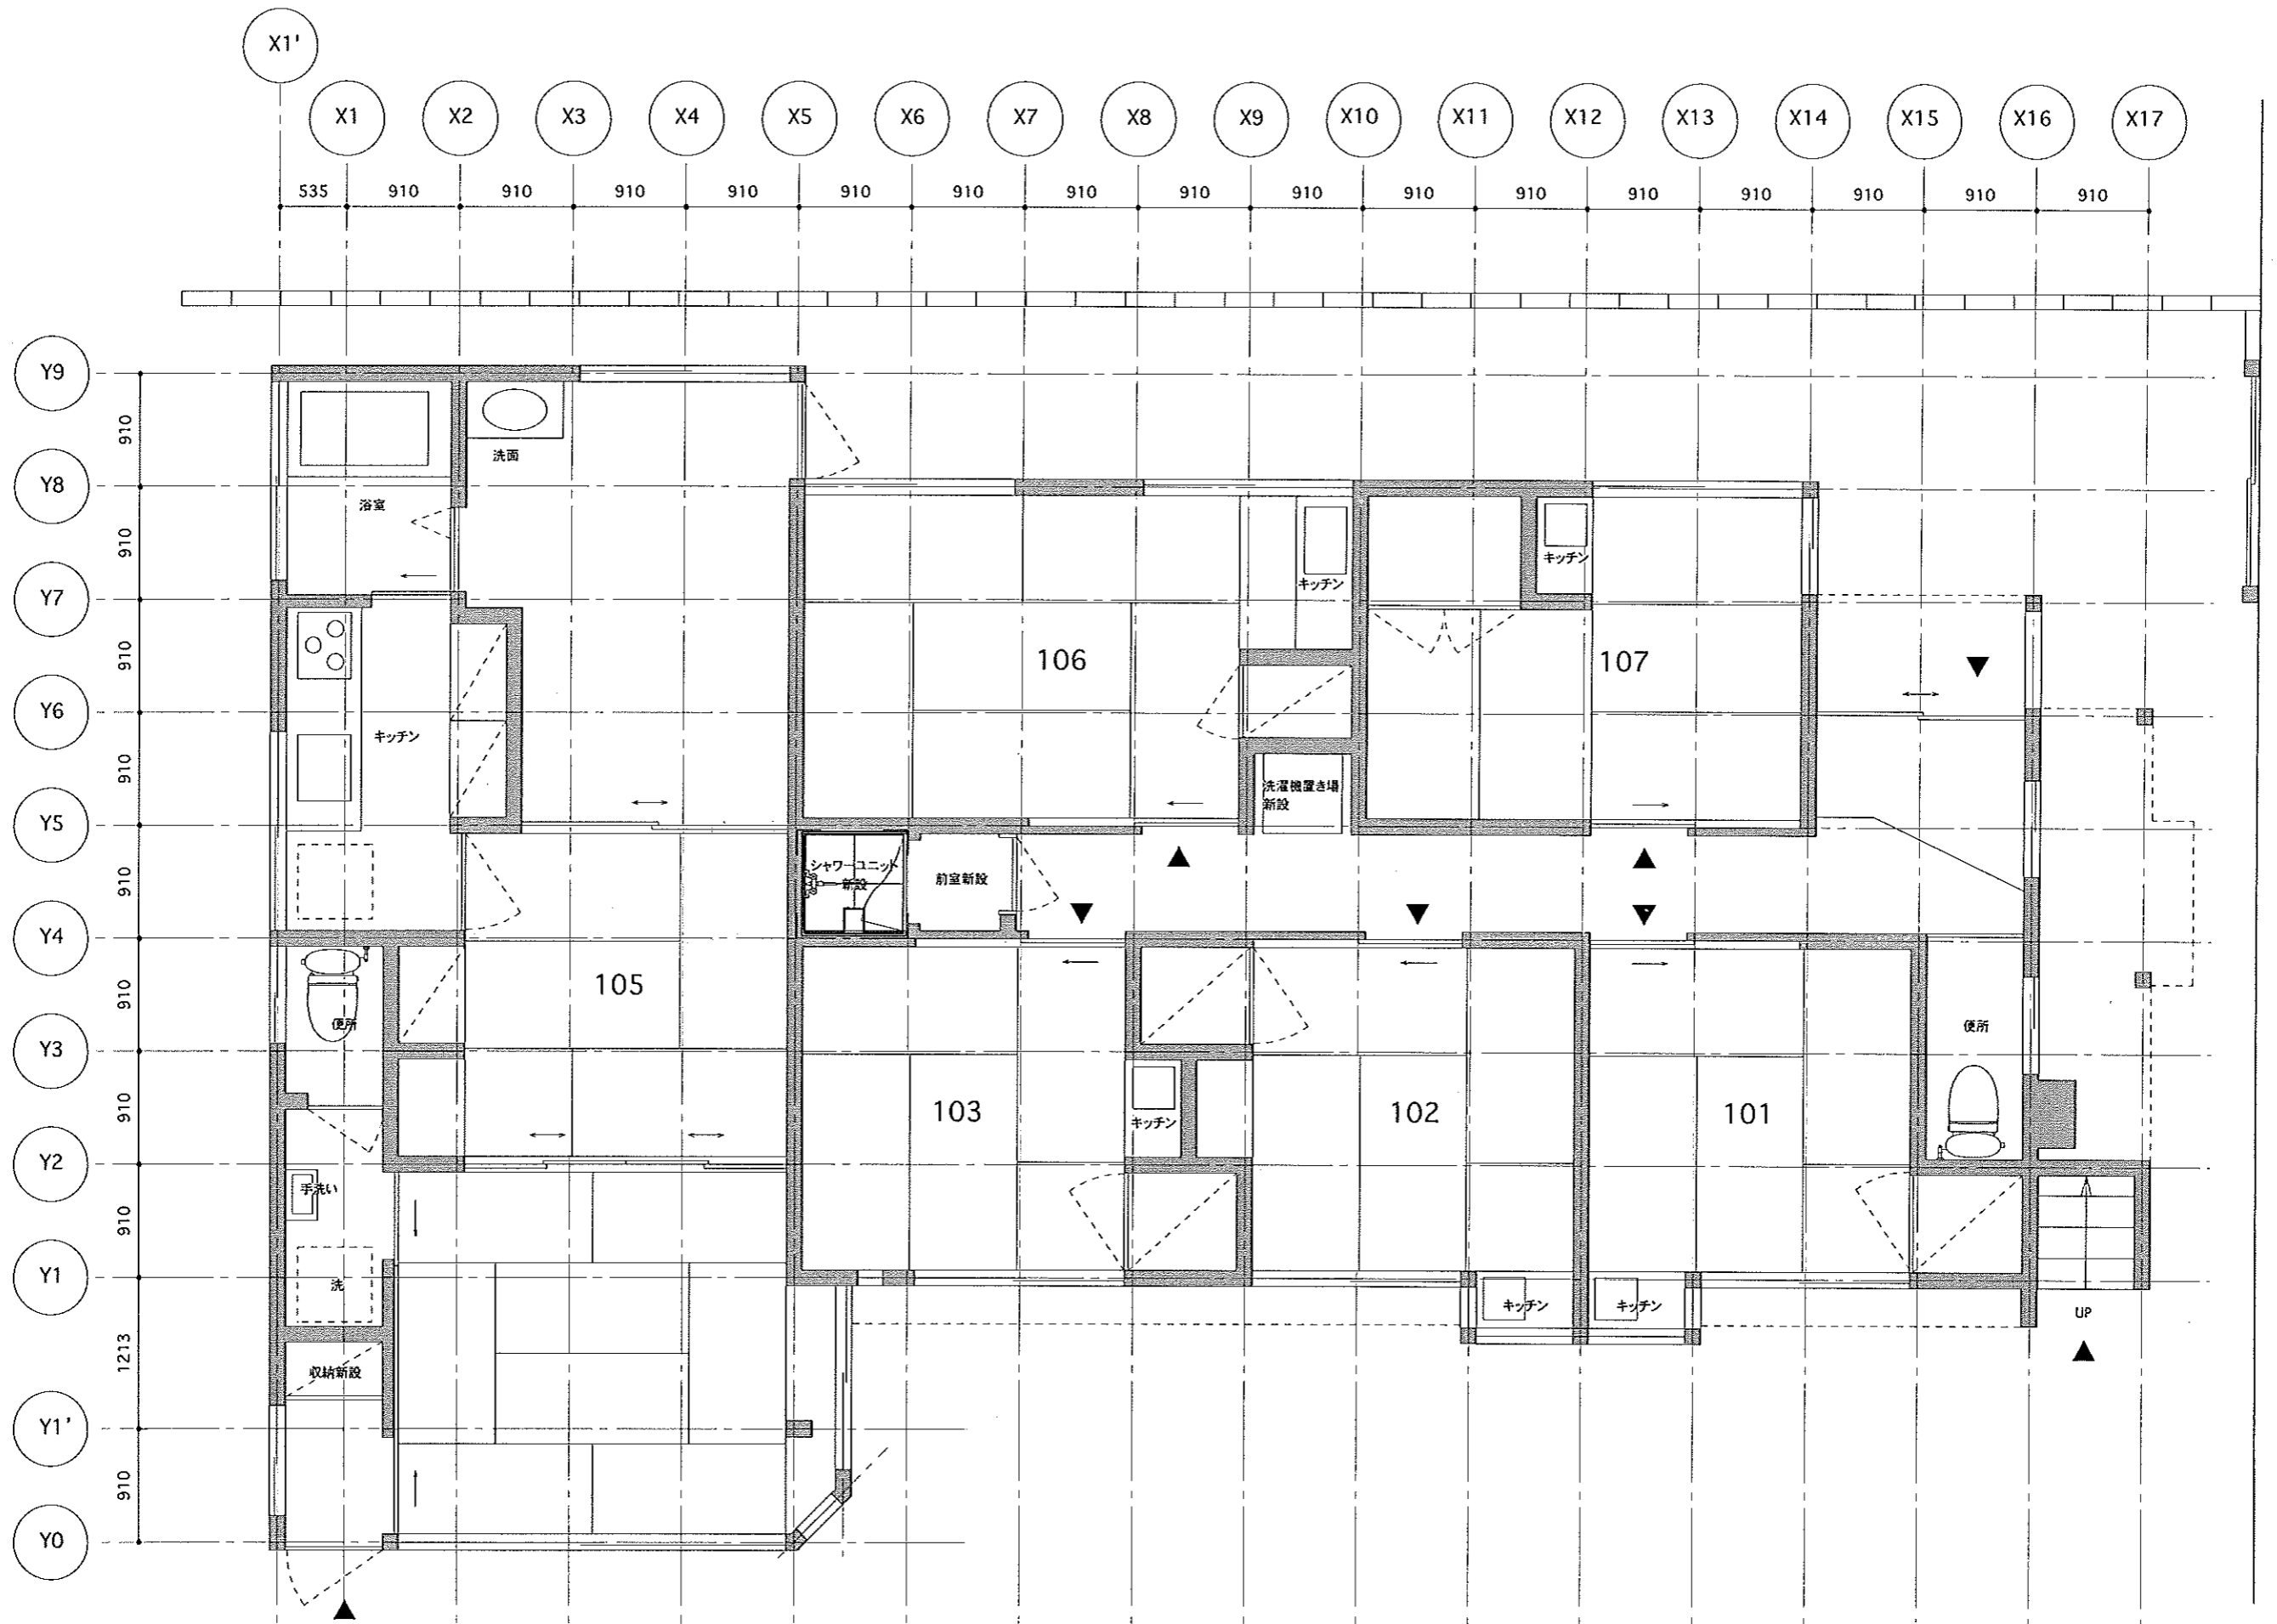 X1'
X1 X2 X3 X4 X5 X6 X7 X8 X9 X10 X11 X12 X13 X14 X15 X16 X17
535 910 910 910 910 910 910 910 910 910 910 910 910 910 910 910 910
Y9
910
洗面
Y8
浴室
910
キッチン
キッチン
Y7
910
106
107
Y6
キッチン
910
洗濯機置き場
新設
Y5
910
シャワーユニット
新設
前室新設
Y4
910
105
便所
便所
Y3
910
103
102
101
キッチン
Y2
手洗い
910
Y1
洗
キッチン
キッチン
UP
1213
収納新設
Y1'
910
Y0